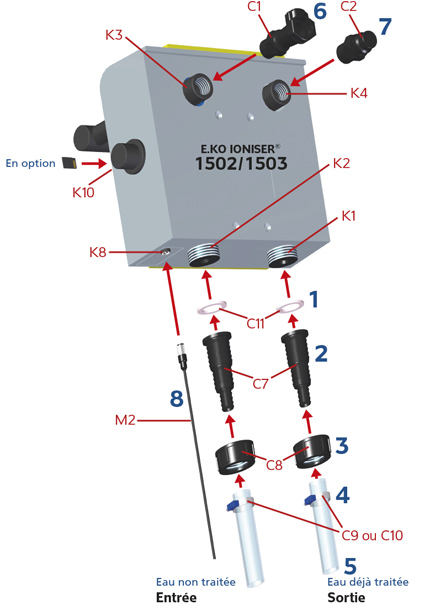 C1
6
C2
K3
7
K4
E.KO IONISER®
1502/1503
En option
K2
K10
K1
K8
1
C11
2
C7
8
M2
3
C8
4
C9 ou C10
5
Eau non traitée
Entrée
Eau déjà traitée
Sortie